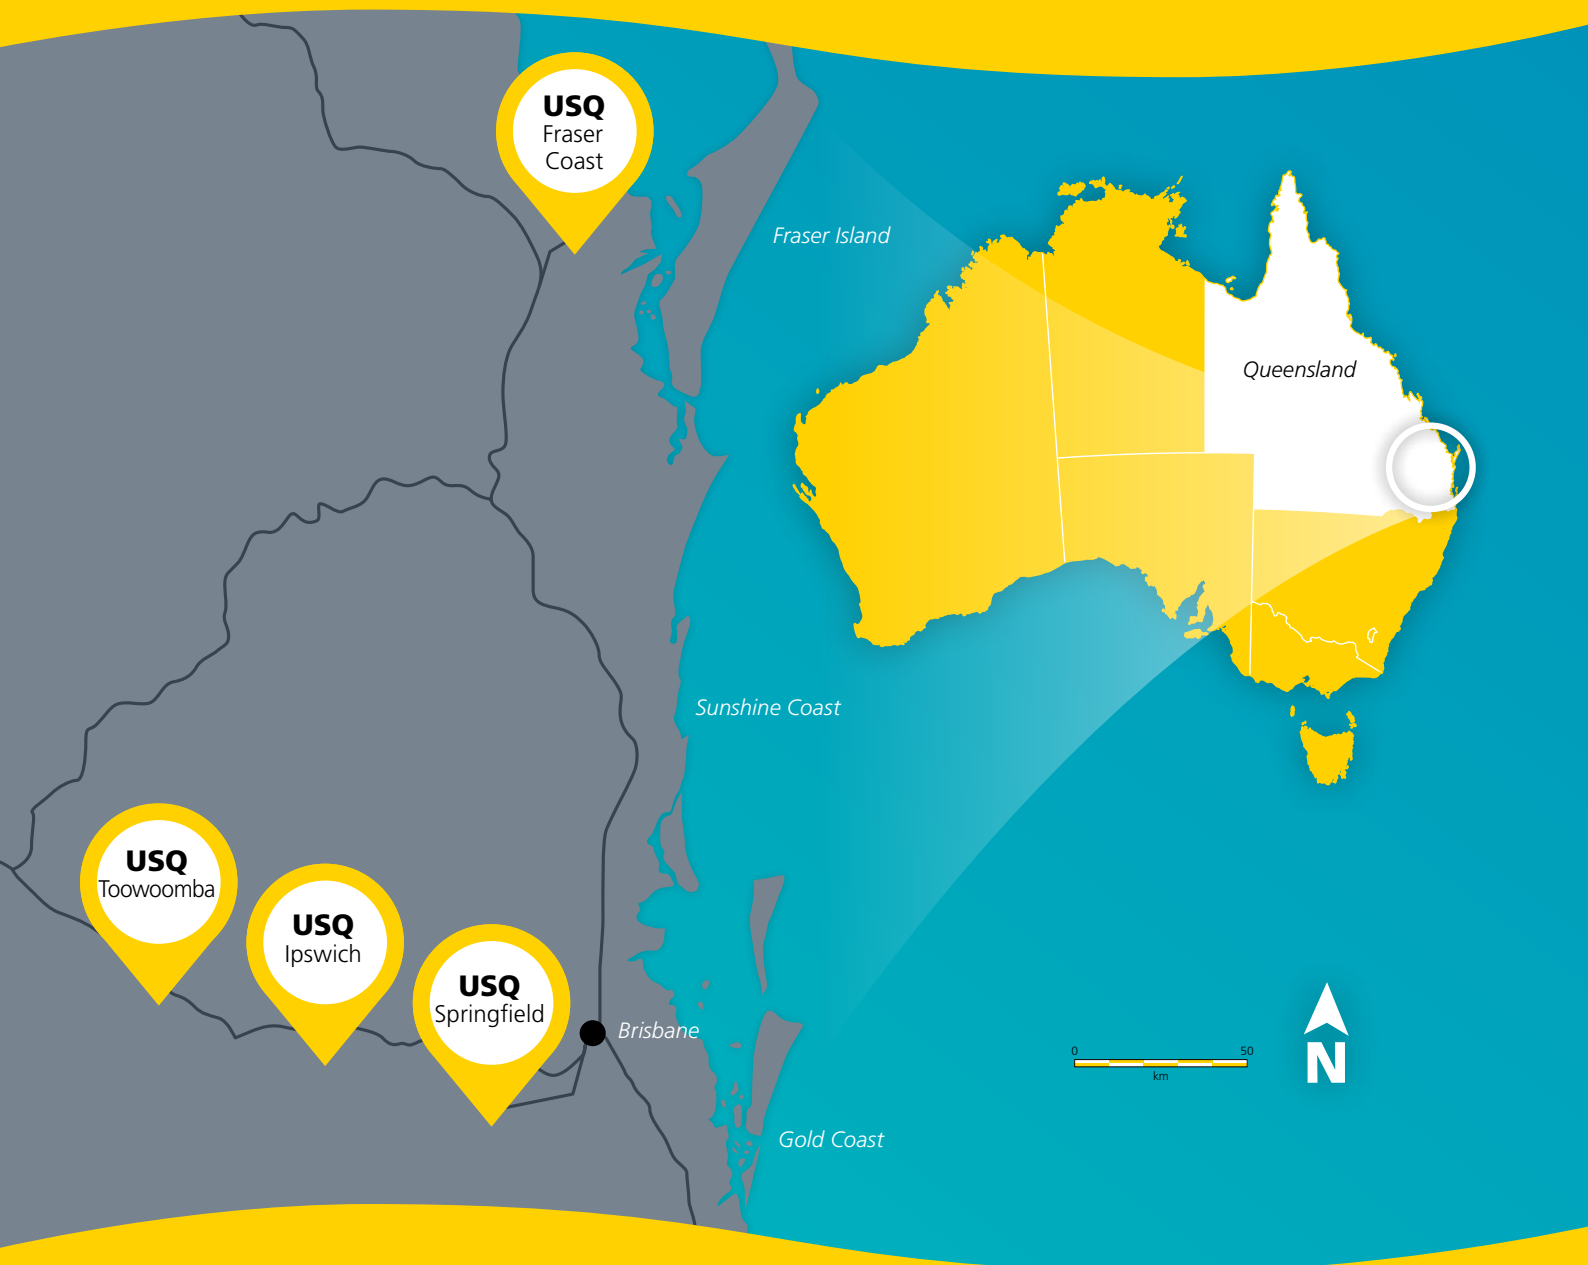 USQ
Fraser
Coast
Fraser Island
Queensland
Sunshine Coast
USQ
Toowoomba
USQ
Ipswich
USQ
Springfield
Brisbane
0 50
km
N
Gold Coast